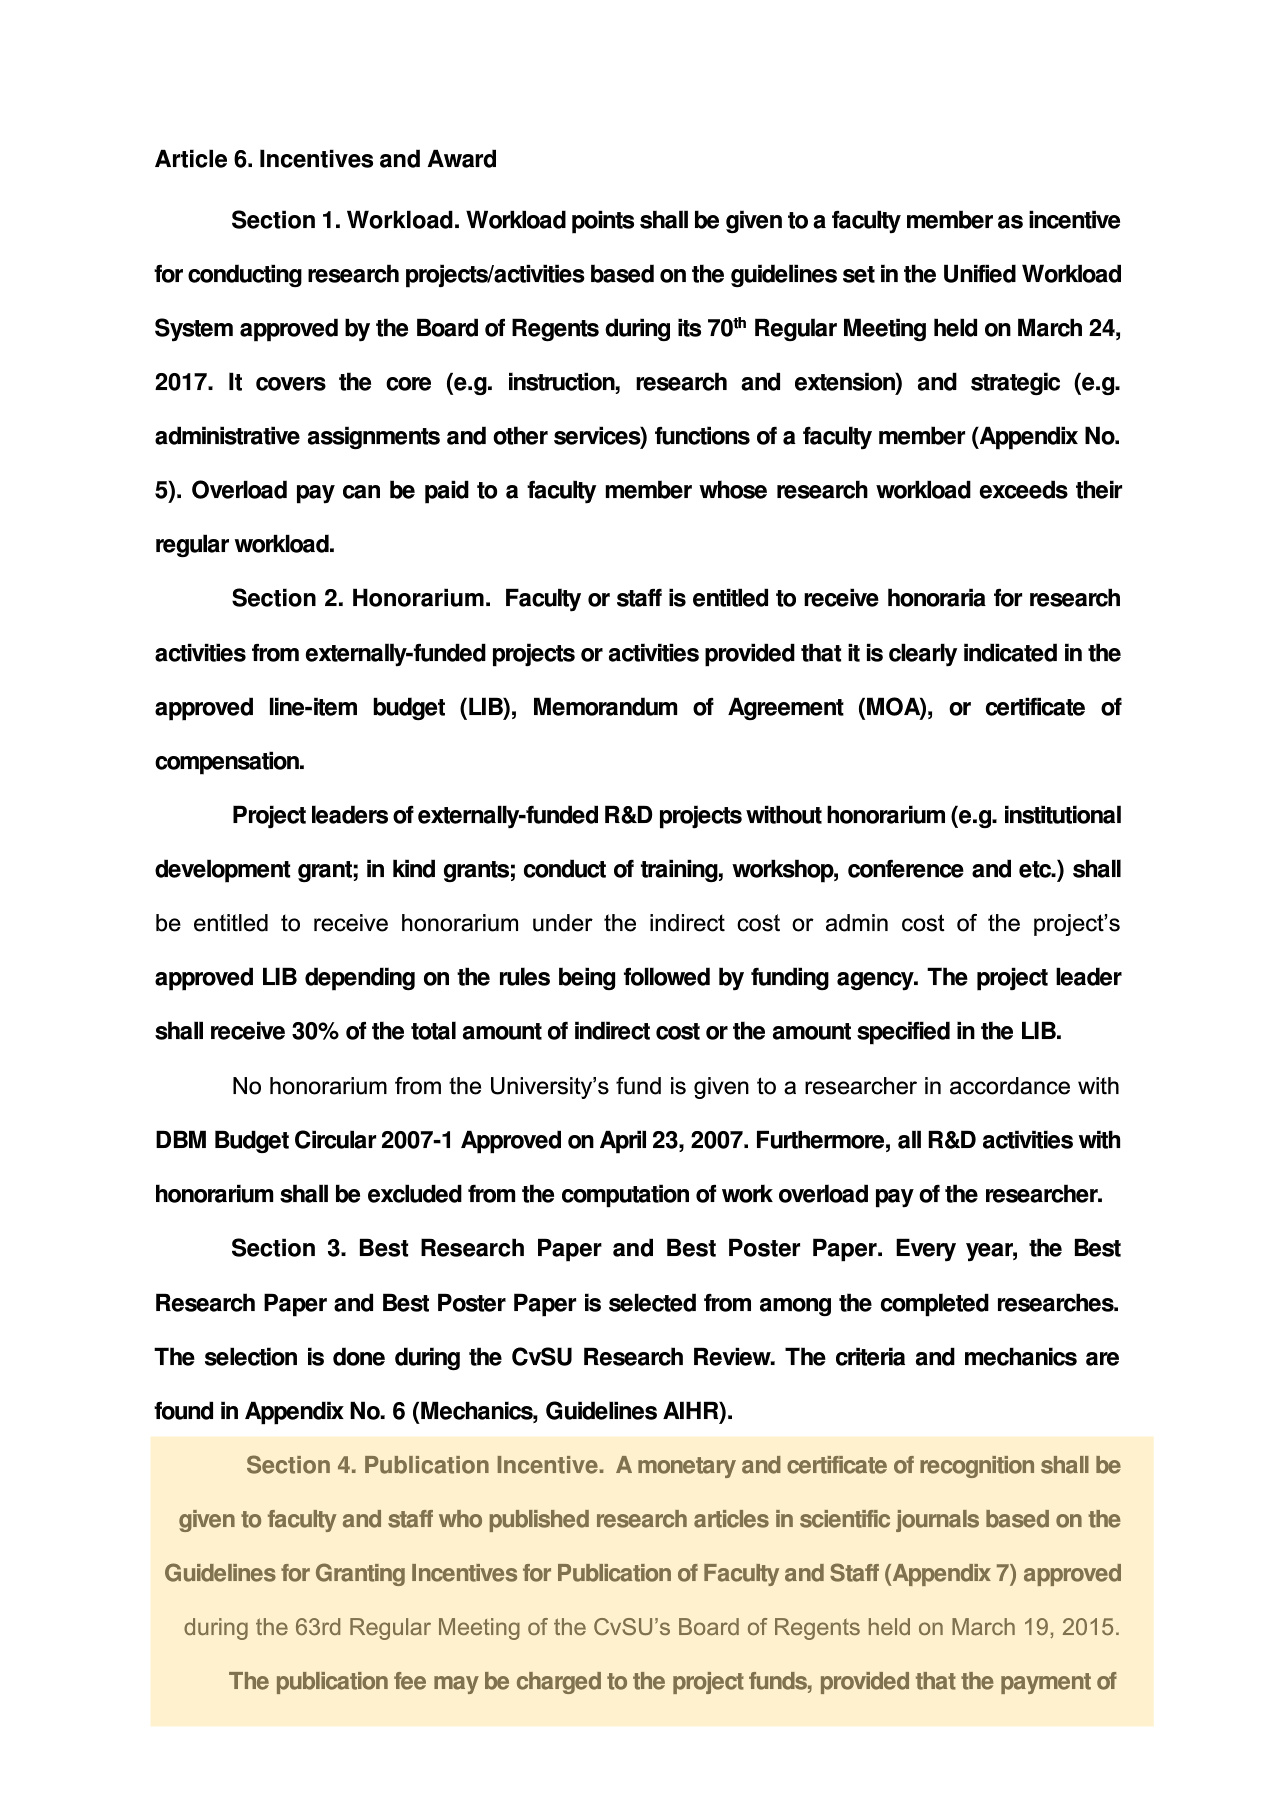 Article 6. Incentives and Award
Section 1. Workload. Workload points shall be given to a faculty member as incentive
for conducting research projects/activities based on the guidelines set in the Unified Workload
System approved by the Board of Regents during its 70th Regular Meeting held on March 24,
2017. It covers the core (e.g. instruction, research and extension) and strategic (e.g.
administrative assignments and other services) functions of a faculty member (Appendix No.
5). Overload pay can be paid to a faculty member whose research workload exceeds their
regular workload.
Section 2. Honorarium. Faculty or staff is entitled to receive honoraria for research
activities from externally-funded projects or activities provided that it is clearly indicated in the
approved line-item budget (LIB), Memorandum of Agreement (MOA), or certificate of
compensation.
Project leaders of externally-funded R&D projects without honorarium (e.g. institutional
development grant; in kind grants; conduct of training, workshop, conference and etc.) shall
be entitled to receive honorarium under the indirect cost or admin cost of the project’s
approved LIB depending on the rules being followed by funding agency. The project leader
shall receive 30% of the total amount of indirect cost or the amount specified in the LIB.
No honorarium from the University’s fund is given to a researcher in accordance with
DBM Budget Circular 2007-1 Approved on April 23, 2007. Furthermore, all R&D activities with
honorarium shall be excluded from the computation of work overload pay of the researcher.
Section 3. Best Research Paper and Best Poster Paper. Every year, the Best
Research Paper and Best Poster Paper is selected from among the completed researches.
The selection is done during the CvSU Research Review. The criteria and mechanics are
found in Appendix No. 6 (Mechanics, Guidelines AIHR).
Section 4. Publication Incentive. A monetary and certificate of recognition shall be
given to faculty and staff who published research articles in scientific journals based on the
Guidelines for Granting Incentives for Publication of Faculty and Staff (Appendix 7) approved
during the 63rd Regular Meeting of the CvSU’s Board of Regents held on March 19, 2015.
The publication fee may be charged to the project funds, provided that the payment of